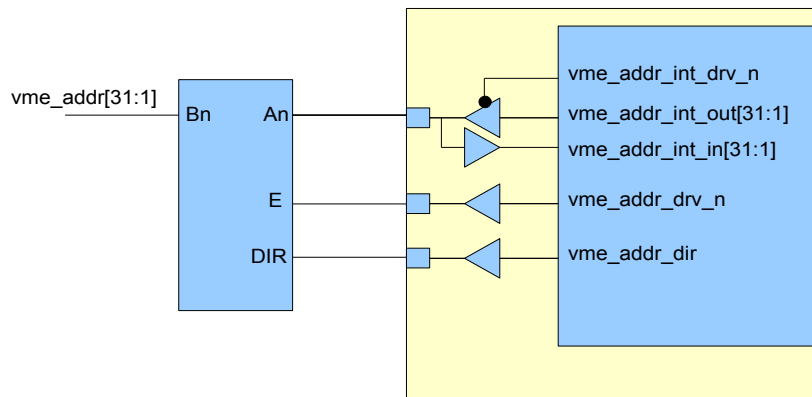 vme_addr[31:1]
Bn
An
E
DIR
vme_addr_int_drv_n
vme_addr_int_out[31:1]
vme_addr_int_in[31:1]
vme_addr_drv_n
vme_addr_dir